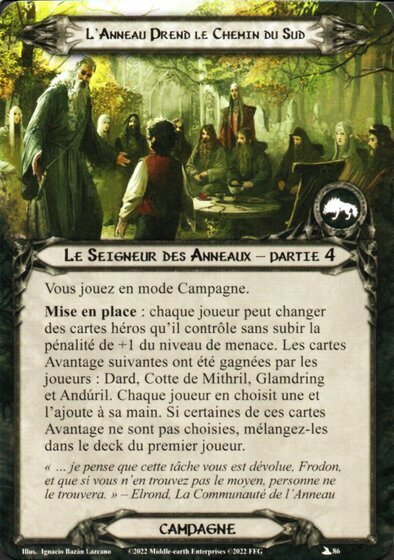 L'Anneau Prend le Chemin du Sud
Le Seigneur des Anneaux – partie 4
Vous jouez en mode Campagne.
Mise en place : chaque joueur peut changer
des cartes héros qu'il contrôle sans subir la
pénalité de +1 du niveau de menace. Les cartes
Avantage suivantes ont été gagnées par les
joueurs : Dard, Cotte de Mithril, Glamdring
et Andúril. Chaque joueur en choisit une et
l'ajoute à sa main. Si certaines de ces cartes
Avantage ne sont pas choisies, mélangez-les
dans le deck du premier joueur.
« … je pense que cette tâche vous est dévolue, Frodon,
et que si vous n'en trouvez pas le moyen, personne ne
le trouvera. » – Elrond, La Communauté de l'Anneau
CAMPAGNE
Illus. Ignacio Bazán Lazcano ©2022 Middle-earth Enterprises ©2022 FFG 86